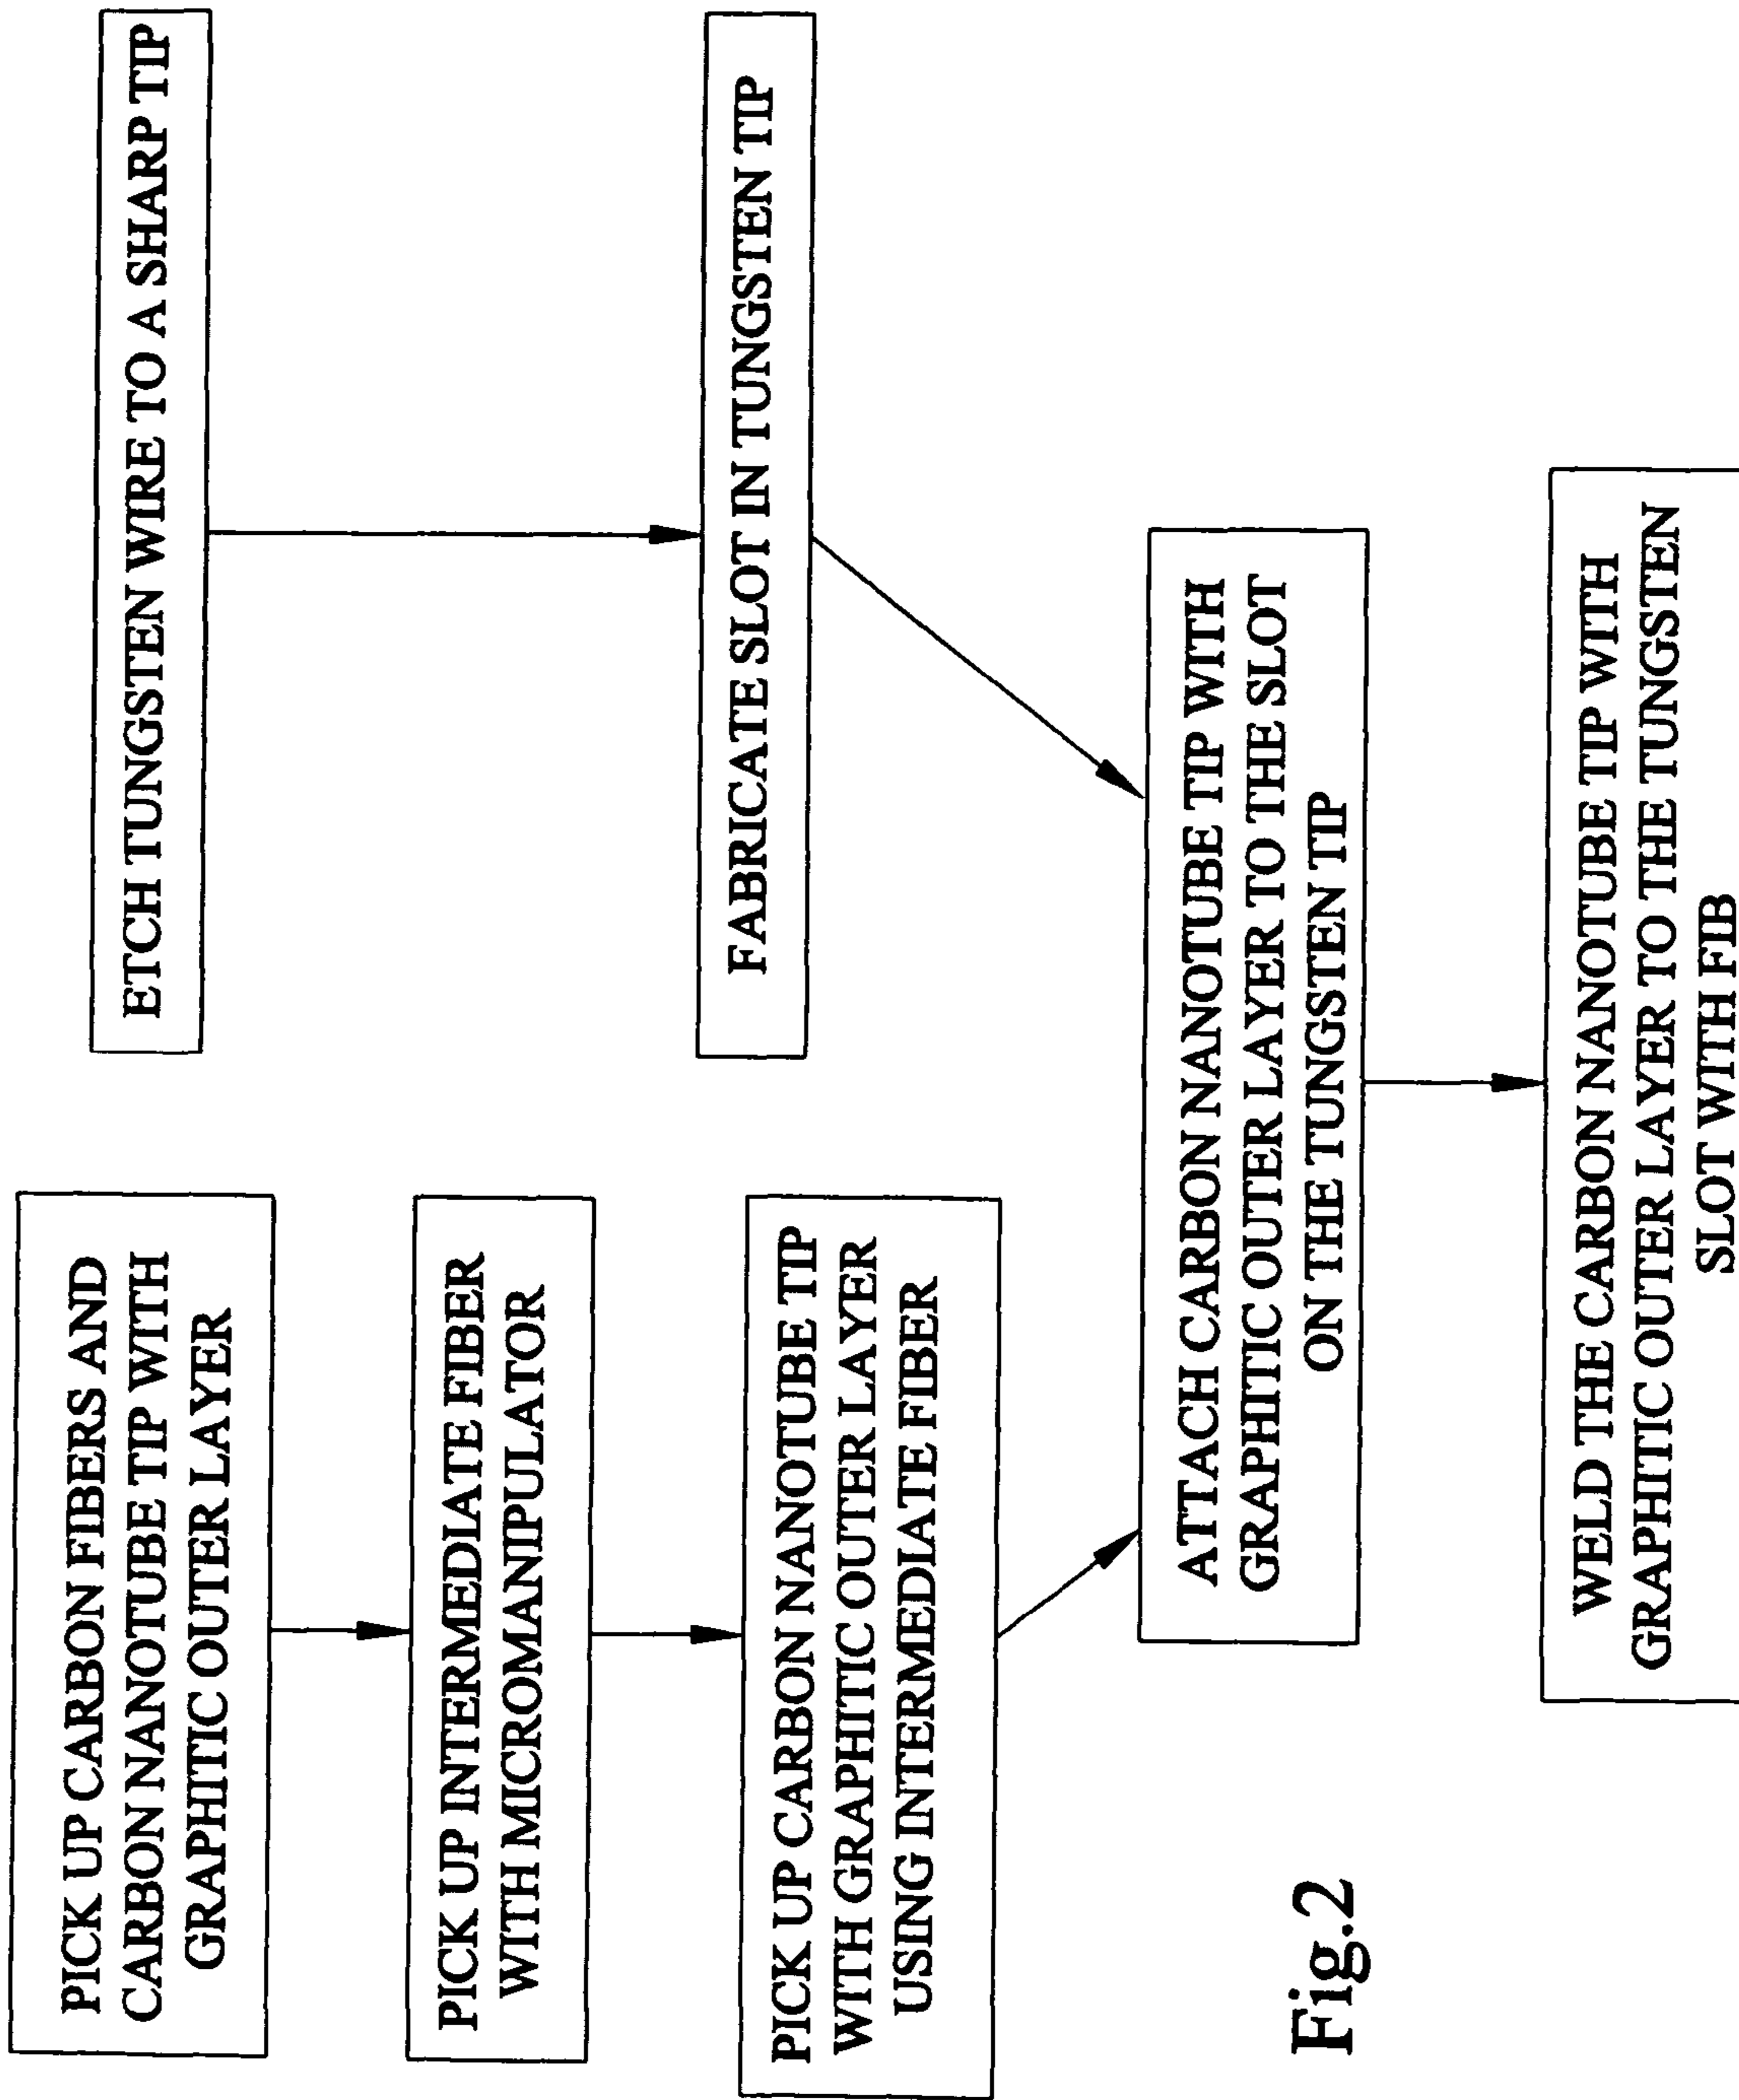 PICK UP CARBON FIBERS AND
CARBON NANOTUBE TIP WITH
GRAPHITIC OUTER LAYER
PICK UP INTERMEDIATE FIBER
WITH MICROMANIPULATOR
PICK UP CARBON NANOTUBE TIP
WITH GRAPHITIC OUTER LAYER
USING INTERMEDIATE FIBER
ETCH TUNGSTEN WIRE TO A SHARP TIP
FABRICATE SLOT IN TUNGSTEN TIP
ATTACH CARBON NANOTUBE TIP WITH
GRAPHITIC OUTER LAYER TO THE SLOT
ON THE TUNGSTEN TIP
WELD THE CARBON NANOTUBE TIP WITH
GRAPHITIC OUTER LAYER TO THE TUNGSTEN
SLOT WITH FIB
Fig.2